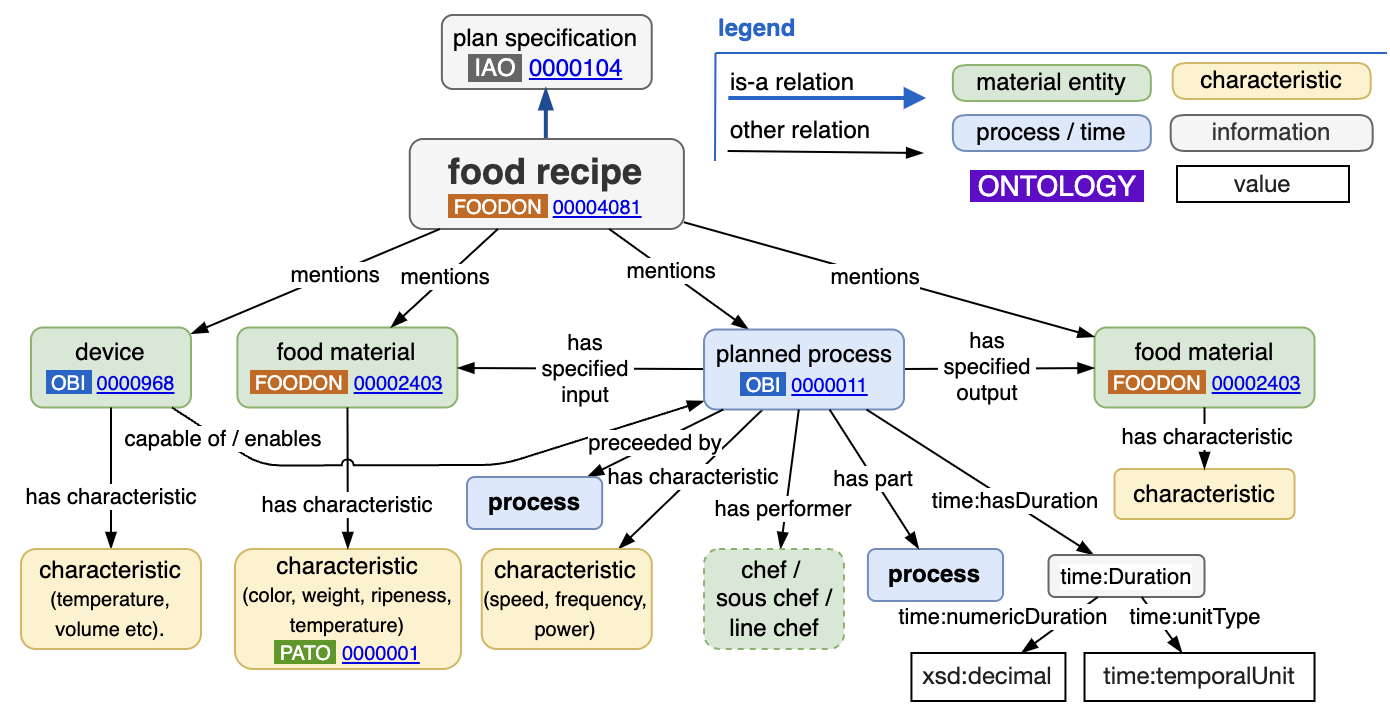 plan specification
IAO 0000104
legend
is-a relation
material entity
characteristic
other relation
process / time
information
ONTOLOGY
value
food recipe
FOODON 00004081
mentions
mentions
mentions
mentions
device
OBI 0000968
food material
FOODON 00002403
has
specified
input
planned process
OBI 0000011
has
specified
output
food material
FOODON 00002403
capable of / enables
preceeded by
has characteristic
has characteristic
has characteristic
has characteristic
process
has performer
has part
time:hasDuration
characteristic
characteristic
(temperature,
volume etc).
characteristic
(color, weight, ripeness,
temperature)
PATO 0000001
characteristic
(speed, frequency,
power)
chef /
sous chef /
line chef
process
time:Duration
time:numericDuration
time:unitType
xsd:decimal
time:temporalUnit